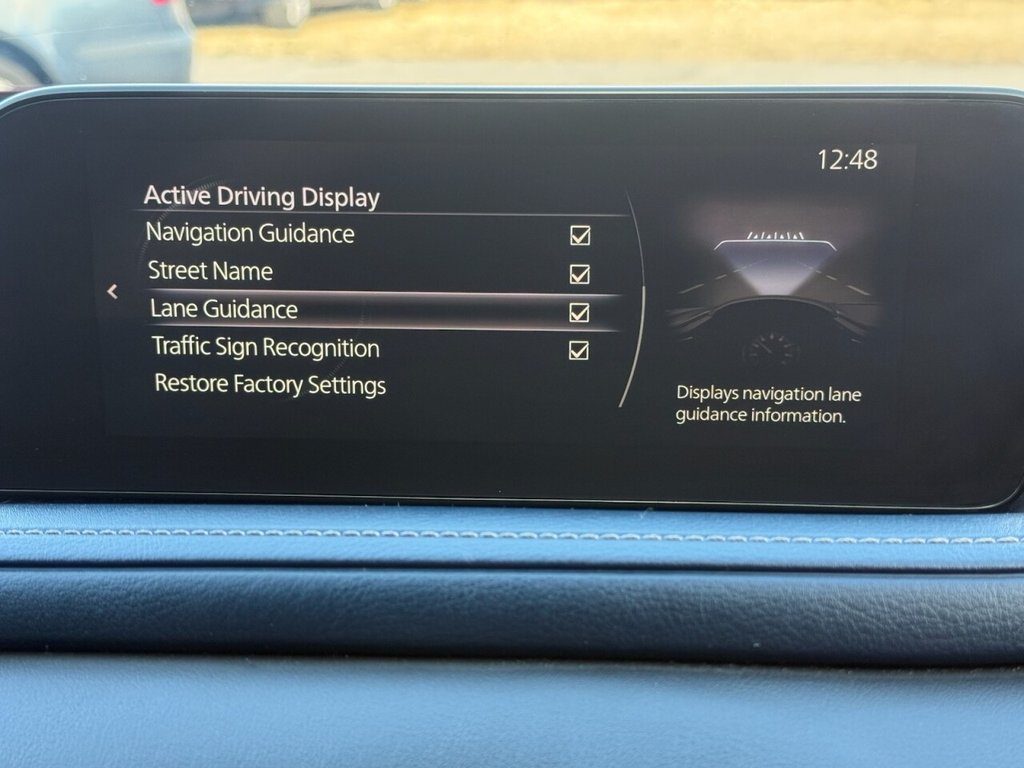 12:48
Active Driving Display
Navigation Guidance
Street Name
Lane Guidance
Traffic Sign Recognition
Restore Factory Settings
Displays navigation lane
guidance information.